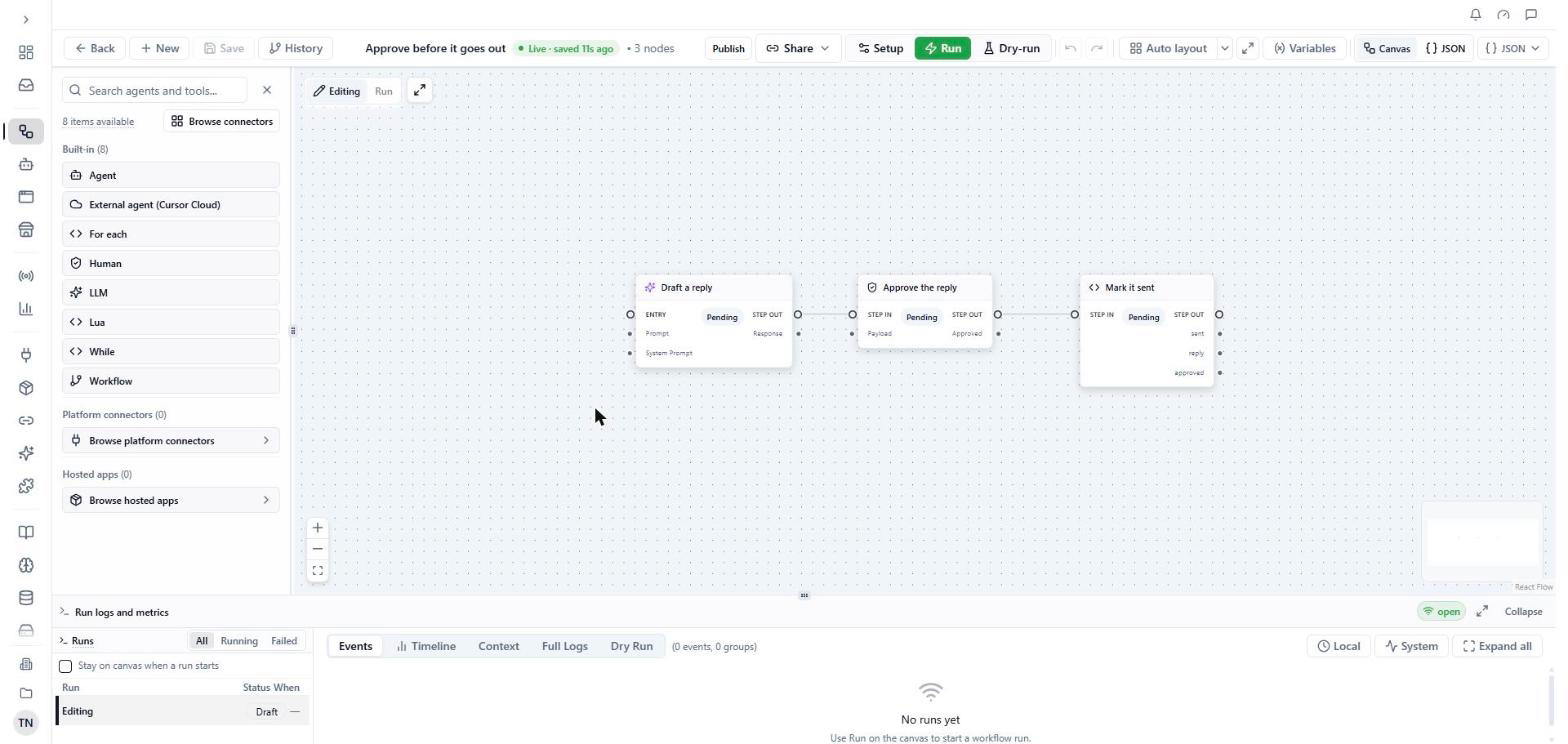 Back
New
Save
History
Approve before it goes out
Live · saved 11s ago
• 3 nodes
Publish
Share
Setup
Run
Dry-run
Auto layout
Variables
Canvas
JSON
JSON
Search agents and tools...
8 items available
Browse connectors
Built-in (8)
Agent
External agent (Cursor Cloud)
For each
Human
LLM
Lua
While
Workflow
Platform connectors (0)
Browse platform connectors
Hosted apps (0)
Browse hosted apps
Editing
Run
Draft a reply
ENTRY
Pending
STEP OUT
Prompt
Response
System Prompt
Approve the reply
STEP IN
Pending
STEP OUT
Payload
Approved
Mark it sent
STEP IN
Pending
STEP OUT
sent
reply
approved
React Flow
Run logs and metrics
open
Collapse
Runs
All
Running
Failed
Stay on canvas when a run starts
Run
Status
When
Editing
Draft
—
TN
Events
Timeline
Context
Full Logs
Dry Run
(0 events, 0 groups)
Local
System
Expand all
No runs yet
Use Run on the canvas to start a workflow run.